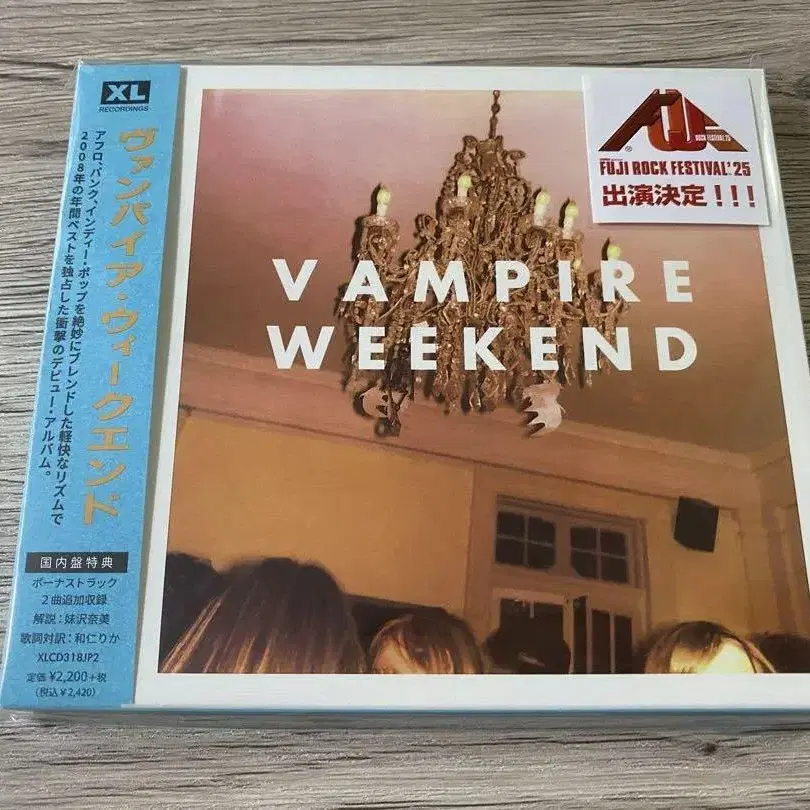 XL
RECORDINGS
ヴァンパイア・ウィークエンド
アフロ、パンク、インディー・ポップを絶妙にブレンドした軽快なリズムで
2008年の年間ベストを独占した衝撃のデビュー・アルバム。
国内盤特典
ボーナストラック
2曲追加収録
解説：妹沢奈美
歌詞対訳：和仁りか
XLCD318JP2
定価 ¥2,200+税
(税込¥2,420)
ROCK FESTIVAL'25
FUJI ROCK FESTIVAL'25
出演決定!!!
VAMPIRE
WEEKEND